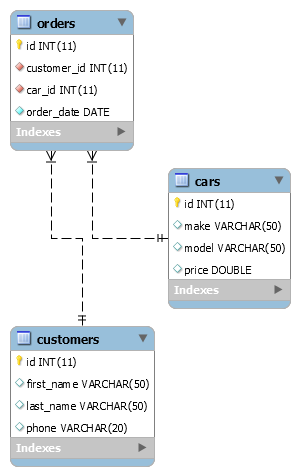 orders
id INT(11)
customer_id INT(11)
car_id INT(11)
order_date DATE
Indexes
cars
id INT(11)
make VARCHAR(50)
model VARCHAR(50)
price DOUBLE
Indexes
customers
id INT(11)
first_name VARCHAR(50)
last_name VARCHAR(50)
phone VARCHAR(20)
Indexes